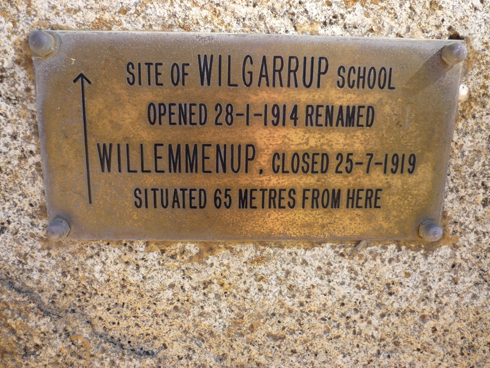 SITE OF WILGARRUP SCHOOL
OPENED 28-1-1914 RENAMED
WILLEMMENUP, CLOSED 25-7-1919
SITUATED 65 METRES FROM HERE